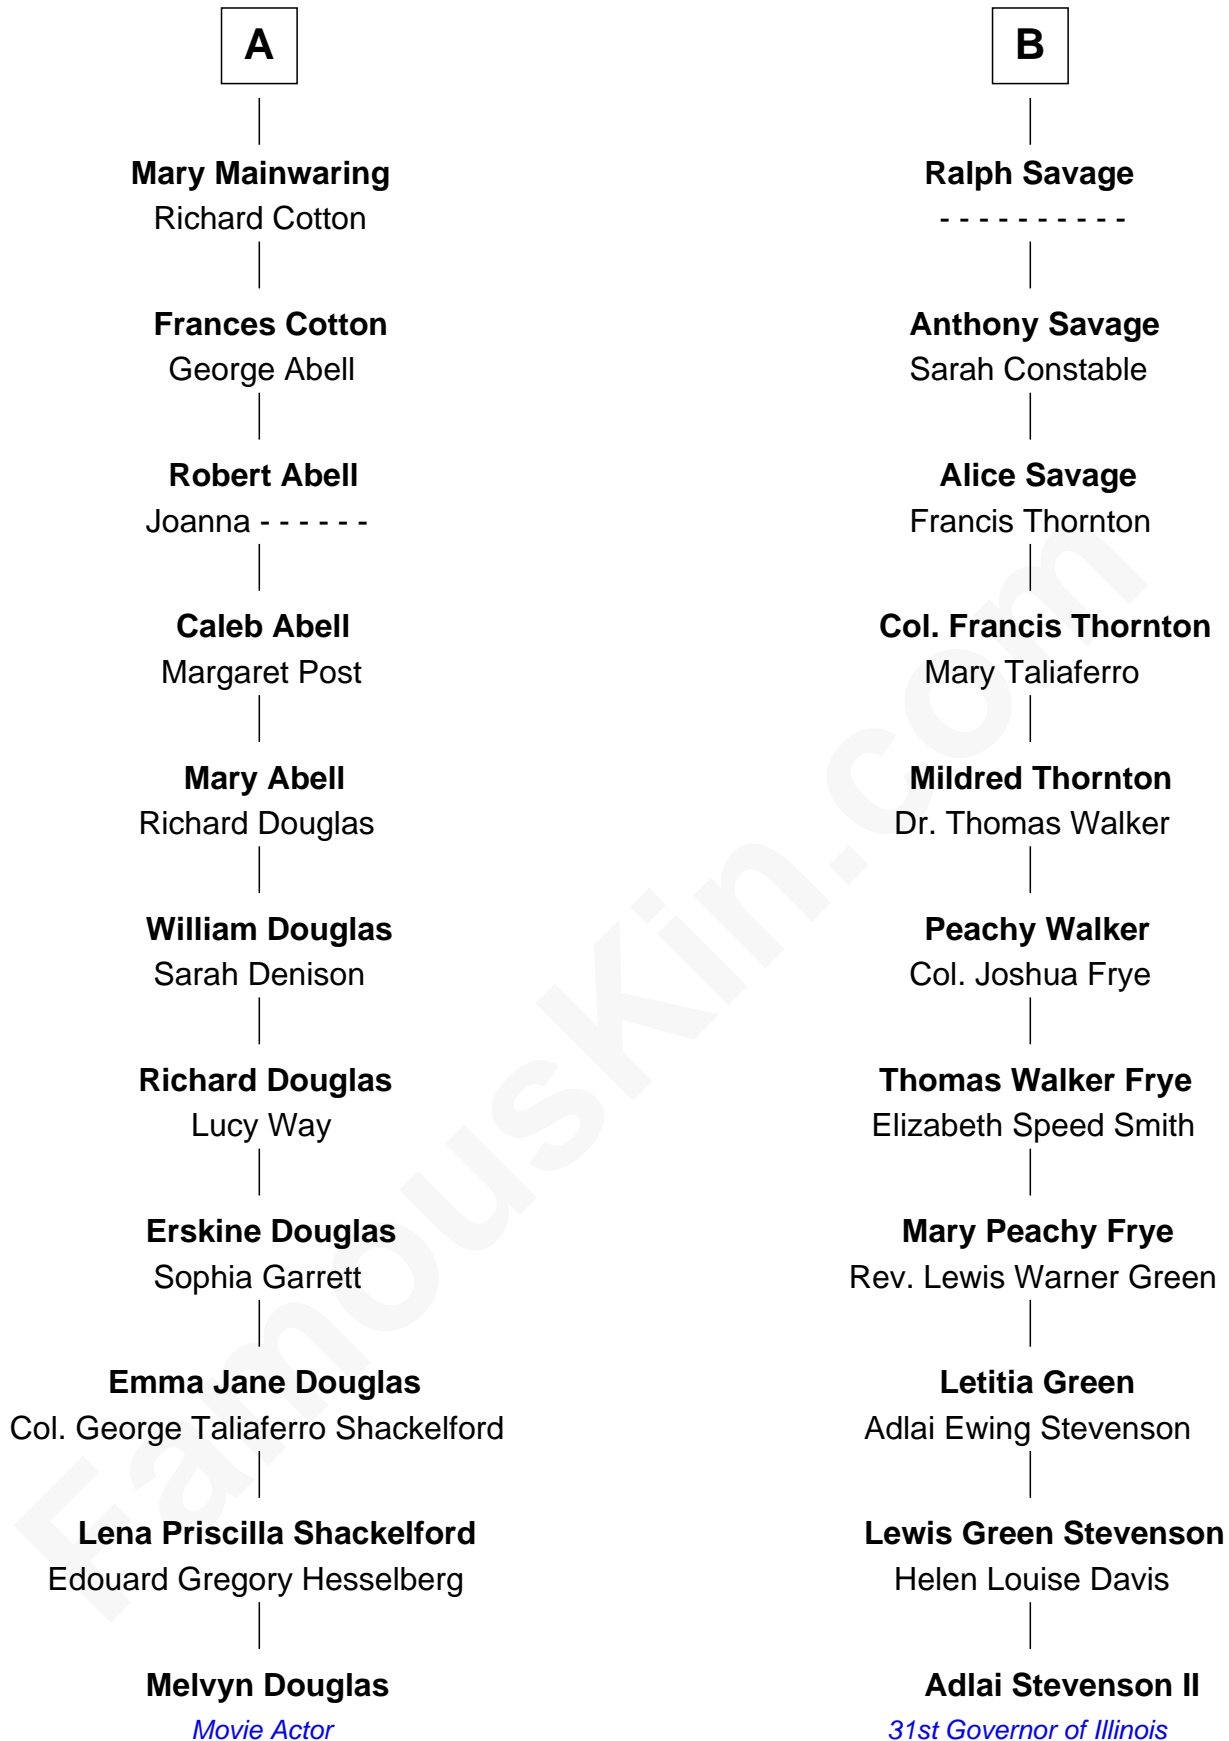 A
Mary Mainwaring
Richard Cotton
Frances Cotton
George Abell
Robert Abell
Joanna - - - - - -
Caleb Abell
Margaret Post
Mary Abell
Richard Douglas
William Douglas
Sarah Denison
Richard Douglas
Lucy Way
Erskine Douglas
Sophia Garrett
Emma Jane Douglas
Col. George Taliaferro Shackelford
Lena Priscilla Shackelford
Edouard Gregory Hesselberg
Melvyn Douglas
Movie Actor
B
Ralph Savage
- - - - - - - - - -
Anthony Savage
Sarah Constable
Alice Savage
Francis Thornton
Col. Francis Thornton
Mary Taliaferro
Mildred Thornton
Dr. Thomas Walker
Peachy Walker
Col. Joshua Frye
Thomas Walker Frye
Elizabeth Speed Smith
Mary Peachy Frye
Rev. Lewis Warner Green
Letitia Green
Adlai Ewing Stevenson
Lewis Green Stevenson
Helen Louise Davis
Adlai Stevenson II
31st Governor of Illinois
FamousKin.com